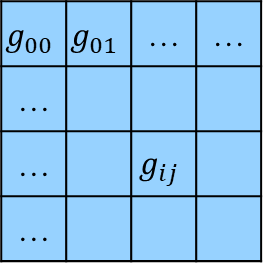 g₀₀ g₀₁ … …
…
… gᵢⱼ
…